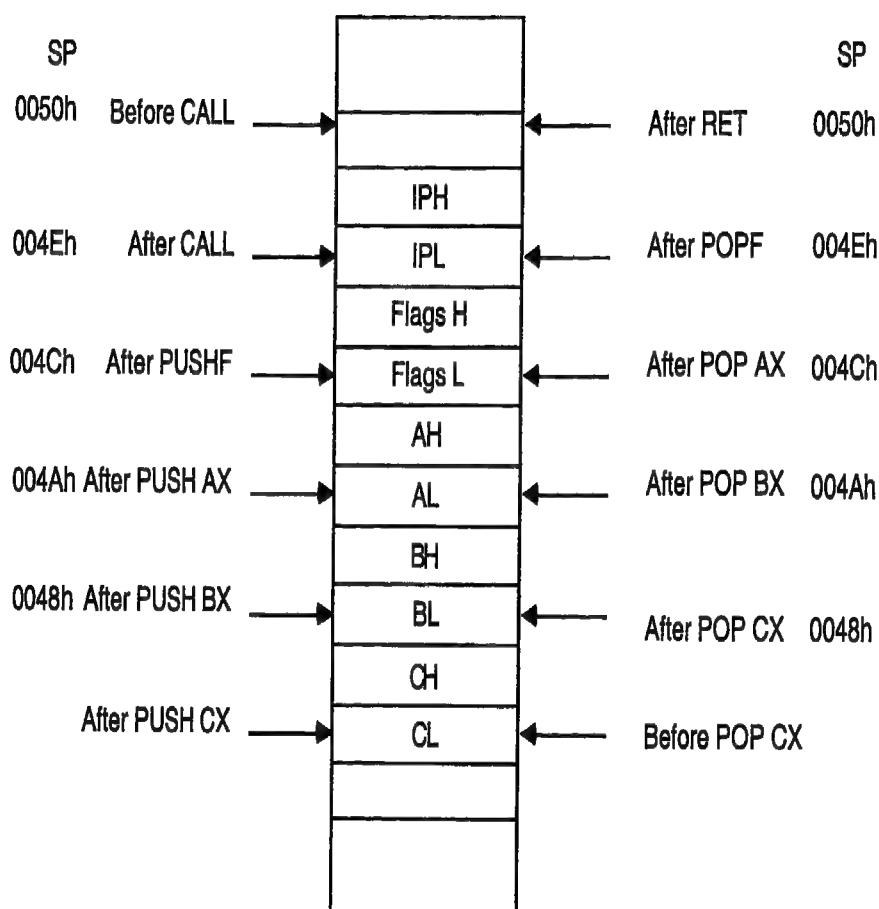 SP SP
0050h Before CALL After RET 0050h
IPH
004Eh After CALL IPL After POPF 004Eh
Flags H
004Ch After PUSHF Flags L After POP AX 004Ch
AH
004Ah After PUSH AX AL After POP BX 004Ah
BH
0048h After PUSH BX BL After POP CX 0048h
CH
After PUSH CX CL Before POP CX